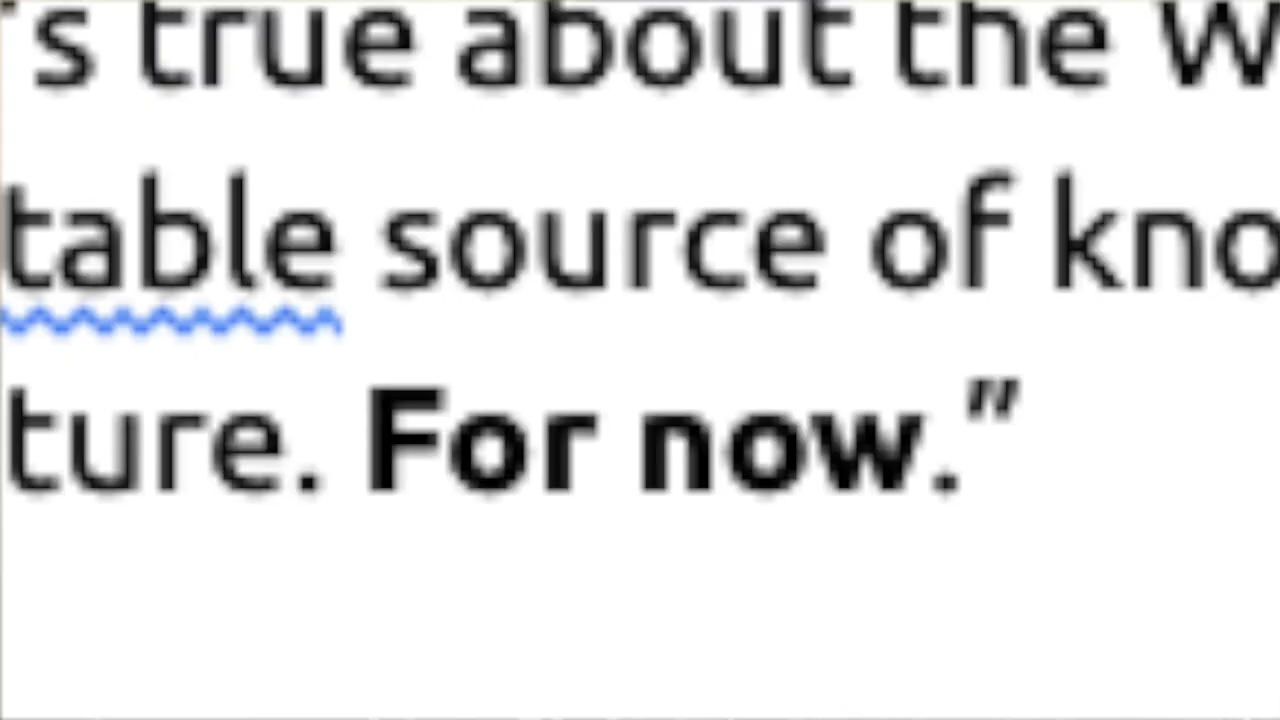 's true about the W
table source of kno
ture. For now.”